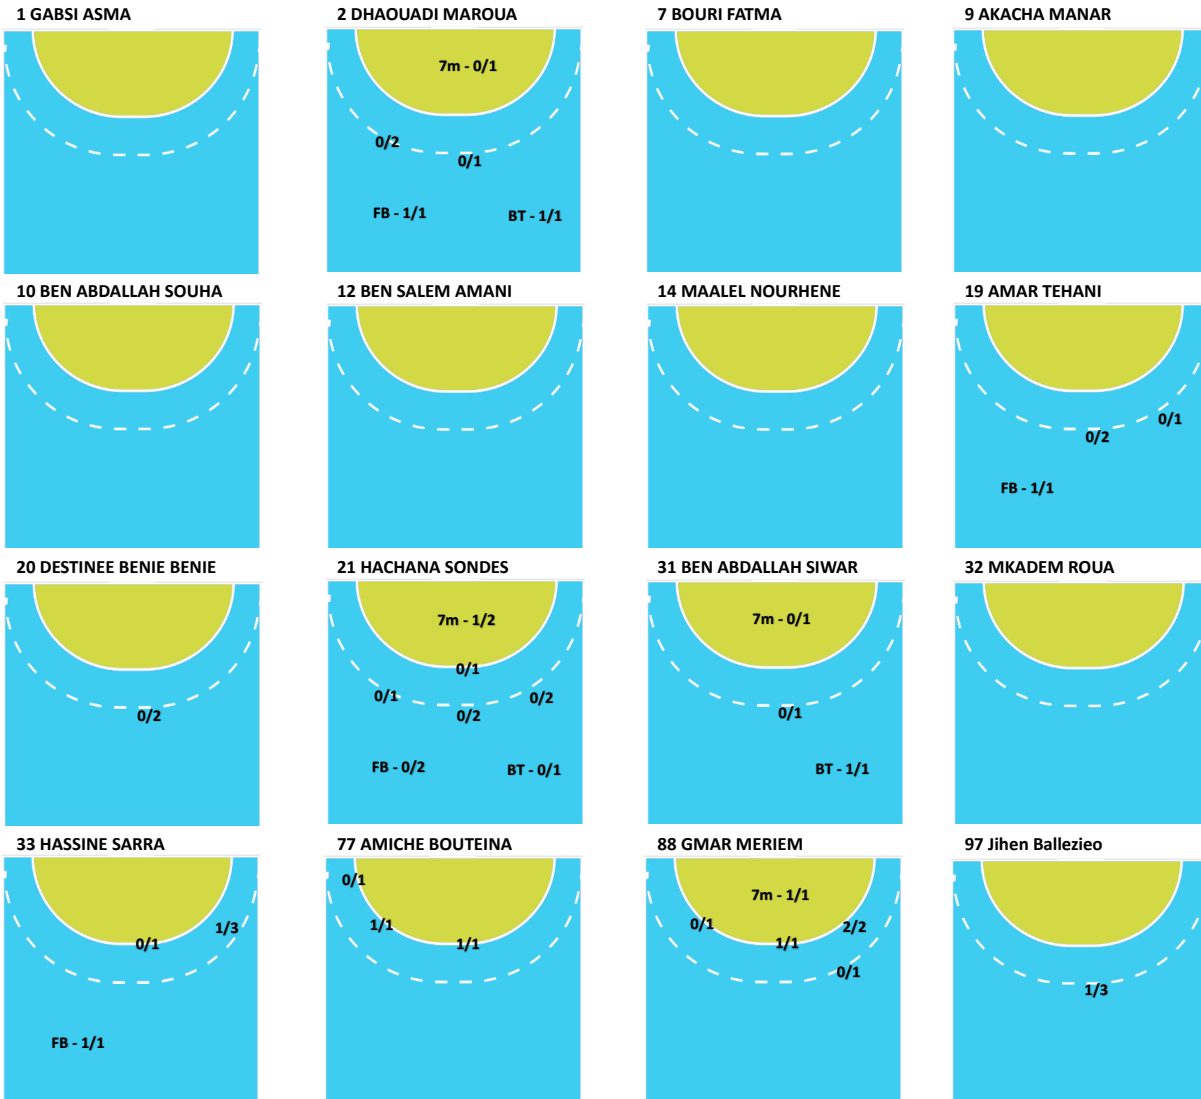 1 GABSI ASMA
2 DHAOUADI MAROUA
7m - 0/1
0/2
0/1
FB - 1/1
BT - 1/1
7 BOURI FATMA
9 AKACHA MANAR
10 BEN ABDALLAH SOUHA
12 BEN SALEM AMANI
14 MAALEL NOURHENE
19 AMAR TEHANI
0/1
0/2
FB - 1/1
20 DESTINEE BENIE BENIE
0/2
21 HACHANA SONDES
7m - 1/2
0/1
0/1
0/2
0/2
FB - 0/2
BT - 0/1
31 BEN ABDALLAH SIWAR
7m - 0/1
0/1
BT - 1/1
32 MKADEM ROUA
33 HASSINE SARRA
1/3
0/1
FB - 1/1
77 AMICHE BOUTEINA
0/1
1/1
1/1
88 GMAR MERIEM
7m - 1/1
0/1
2/2
1/1
0/1
97 Jihen Ballezieo
1/3